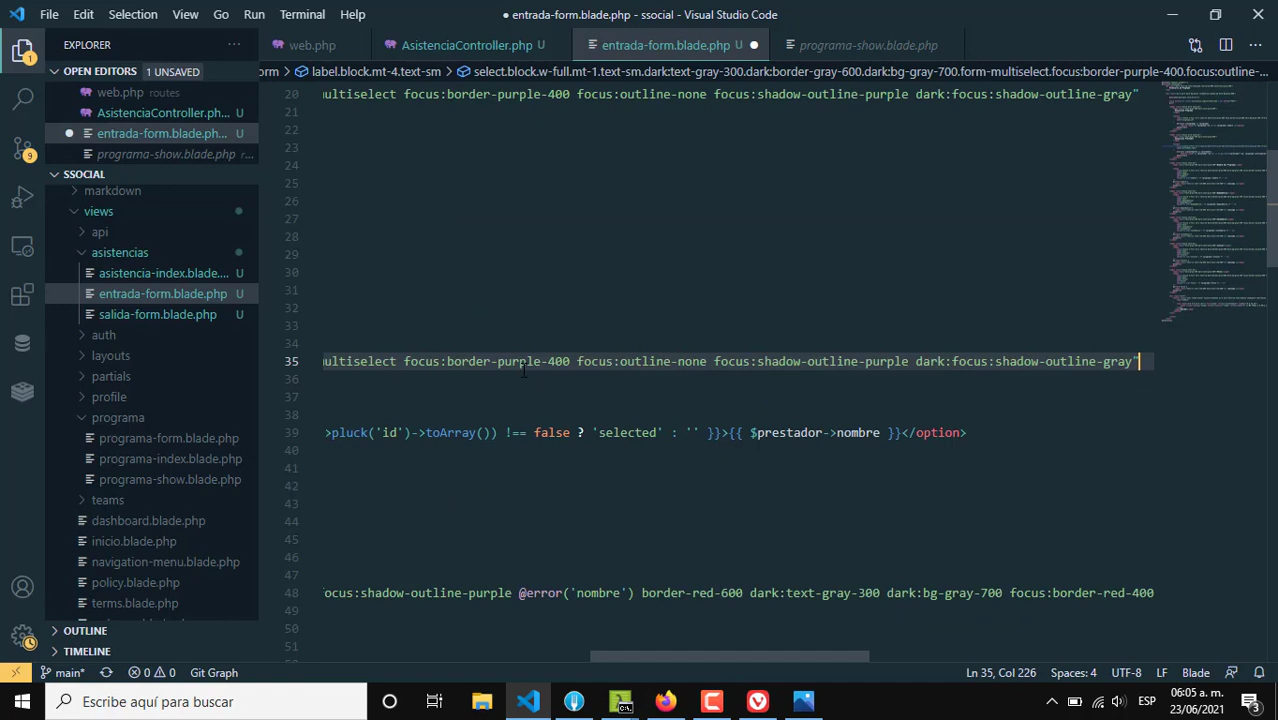 File Edit Selection View Go Run Terminal Help
● entrada-form.blade.php - ssocial - Visual Studio Code
EXPLORER
web.php AsistenciaController.php U entrada-form.blade.php U ● programa-show.blade.php
OPEN EDITORS 1 UNSAVED
orm > label.block.mt-4.text-sm > select.block.w-full.mt-1.text-sm.dark:text-gray-300.dark:border-gray-600.dark:bg-gray-700.form-multiselect.focus:border-purple-400.focus:outline-...
web.php routes
AsistenciaController.ph... U
● entrada-form.blade.ph... U
programa-show.blade.php r...
SSOCIAL
markdown
views
api
asistencias
asistencia-index.blade.... U
entrada-form.blade.php U
salida-form.blade.php U
auth
layouts
partials
profile
programa
programa-form.blade.php
programa-index.blade.php
programa-show.blade.php
teams
dashboard.blade.php
inicio.blade.php
navigation-menu.blade.php
policy.blade.php
terms.blade.php
OUTLINE
TIMELINE
20 ultiselect focus:border-purple-400 focus:outline-none focus:shadow-outline-purple dark:focus:shadow-outline-gray"
21
22
23
24
25
26
27
28
29
30
31
32
33
34
35 ultiselect focus:border-purple-400 focus:outline-none focus:shadow-outline-purple dark:focus:shadow-outline-gray"
36
37
38
39 >pluck('id')->toArray()) !== false ? 'selected' : '' }}>{{ $prestador->nombre }}</option>
40
41
42
43
44
45
46
47
48 focus:shadow-outline-purple @error('nombre') border-red-600 dark:text-gray-300 dark:bg-gray-700 focus:border-red-400
49
50
51
main* 0 0 Git Graph Ln 35, Col 226 Spaces: 4 UTF-8 LF Blade
Escribe aquí para buscar
ESP
06:05 a. m.
23/06/2021
1
9
3